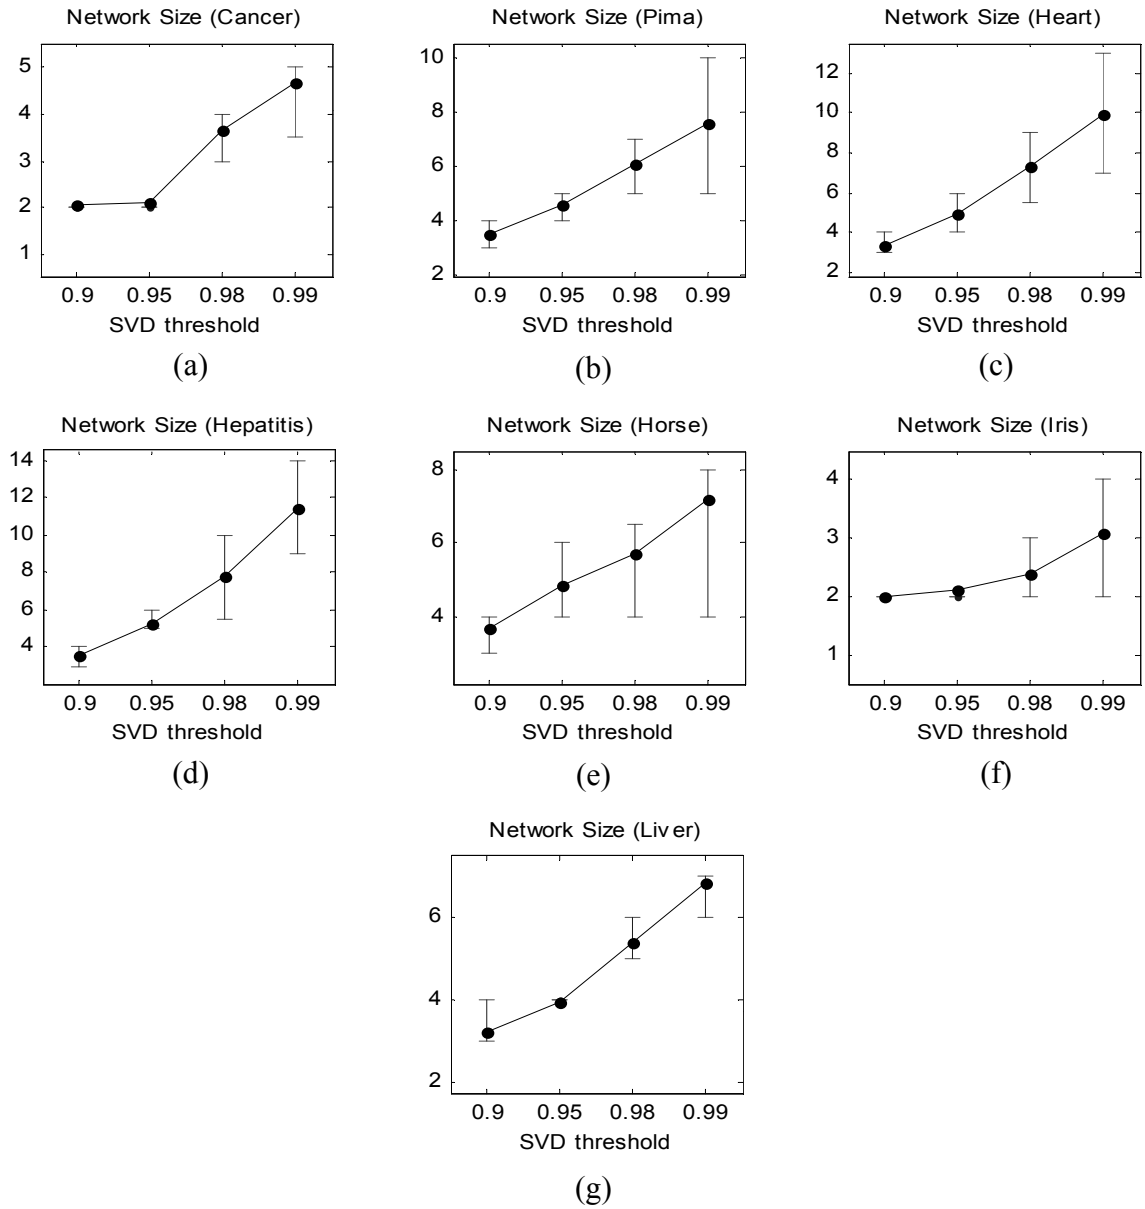 Network Size (Cancer)
5
4
3
2
1
0.9 0.95 0.98 0.99
SVD threshold
(a)
Network Size (Pima)
10
8
6
4
2
0.9 0.95 0.98 0.99
SVD threshold
(b)
Network Size (Heart)
12
10
8
6
4
2
0.9 0.95 0.98 0.99
SVD threshold
(c)
Network Size (Hepatitis)
14
12
10
8
6
4
0.9 0.95 0.98 0.99
SVD threshold
(d)
Network Size (Horse)
8
6
4
0.9 0.95 0.98 0.99
SVD threshold
(e)
Network Size (Iris)
4
3
2
1
0.9 0.95 0.98 0.99
SVD threshold
(f)
Network Size (Liver)
6
4
2
0.9 0.95 0.98 0.99
SVD threshold
(g)